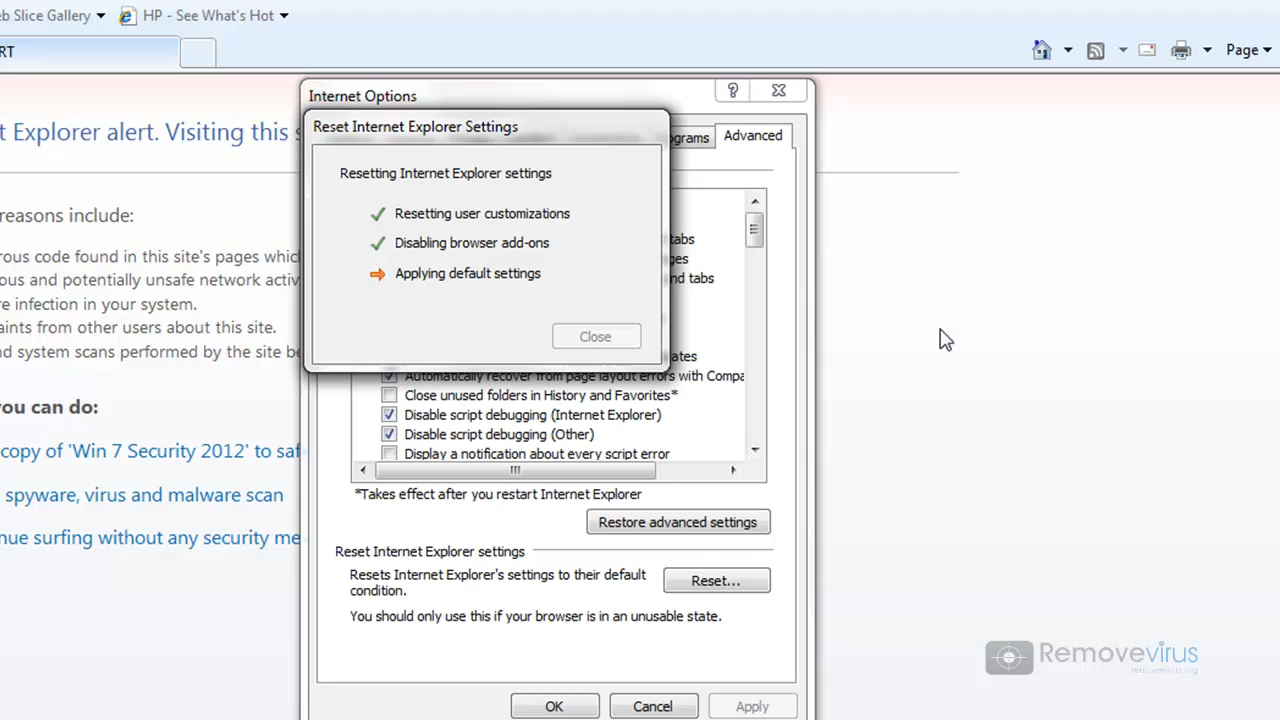 eb Slice Gallery HP - See What's Hot
RT
Page
Internet Options
?
t Explorer alert. Visiting this s
Reset Internet Explorer Settings
ograms Advanced
Resetting Internet Explorer settings
reasons include:
Resetting user customizations
tabs
Disabling browser add-ons
rous code found in this site's pages whic
ges
Applying default settings
ous and potentially unsafe network activ
nd tabs
re infection in your system.
aints from other users about this site.
Close
nd system scans performed by the site be
ates
Automatically recover from page layout errors with Compa
Close unused folders in History and Favorites*
you can do:
Disable script debugging (Internet Explorer)
Disable script debugging (Other)
copy of 'Win 7 Security 2012' to saf
Display a notification about every script error
spyware, virus and malware scan
*Takes effect after you restart Internet Explorer
Restore advanced settings
nue surfing without any security me
Reset Internet Explorer settings
Resets Internet Explorer's settings to their default
condition.
Reset...
You should only use this if your browser is in an unusable state.
Removevirus
removevirus.org
OK Cancel Apply